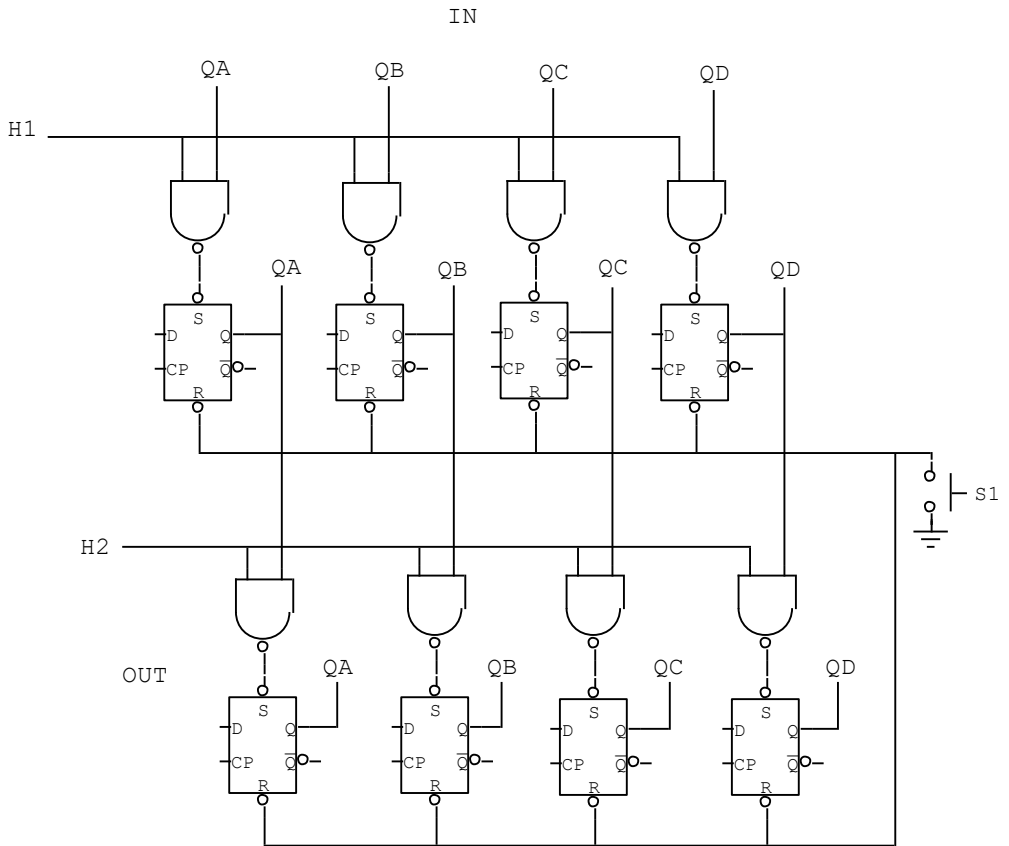 IN
QA QB QC QD
H1
QA QB QC QD
S S S S
D Q D Q D Q D Q
CP Q̅ CP Q̅ CP Q̅ CP Q̅
R R R R
S1
H2
OUT
QA QB QC QD
S S S S
D Q D Q D Q D Q
CP Q̅ CP Q̅ CP Q̅ CP Q̅
R R R R